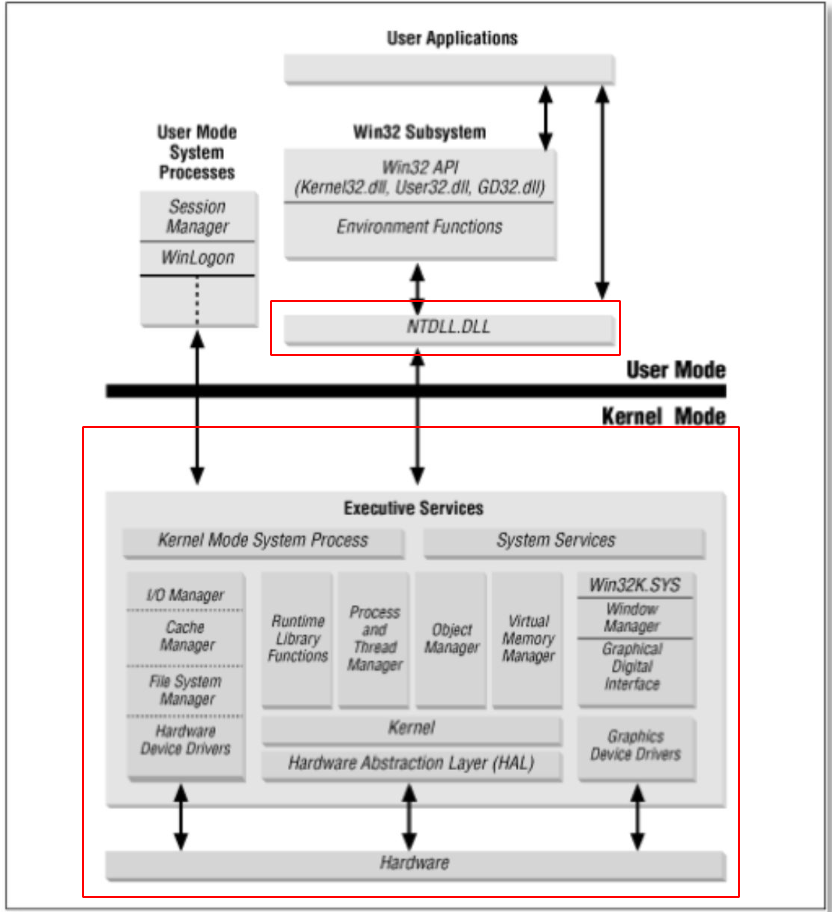 User Applications
User Mode
System
Processes
Session
Manager
WinLogon
Win32 Subsystem
Win32 API
(Kernel32.dll, User32.dll, GD32.dll)
Environment Functions
NTDLL.DLL
User Mode
Kernel Mode
Executive Services
Kernel Mode System Process
System Services
I/O Manager
Cache
Manager
File System
Manager
Hardware
Device Drivers
Runtime
Library
Functions
Process
and
Thread
Manager
Object
Manager
Virtual
Memory
Manager
Win32K.SYS
Window
Manager
Graphical
Digital
Interface
Kernel
Hardware Abstraction Layer (HAL)
Graphics
Device Drivers
Hardware